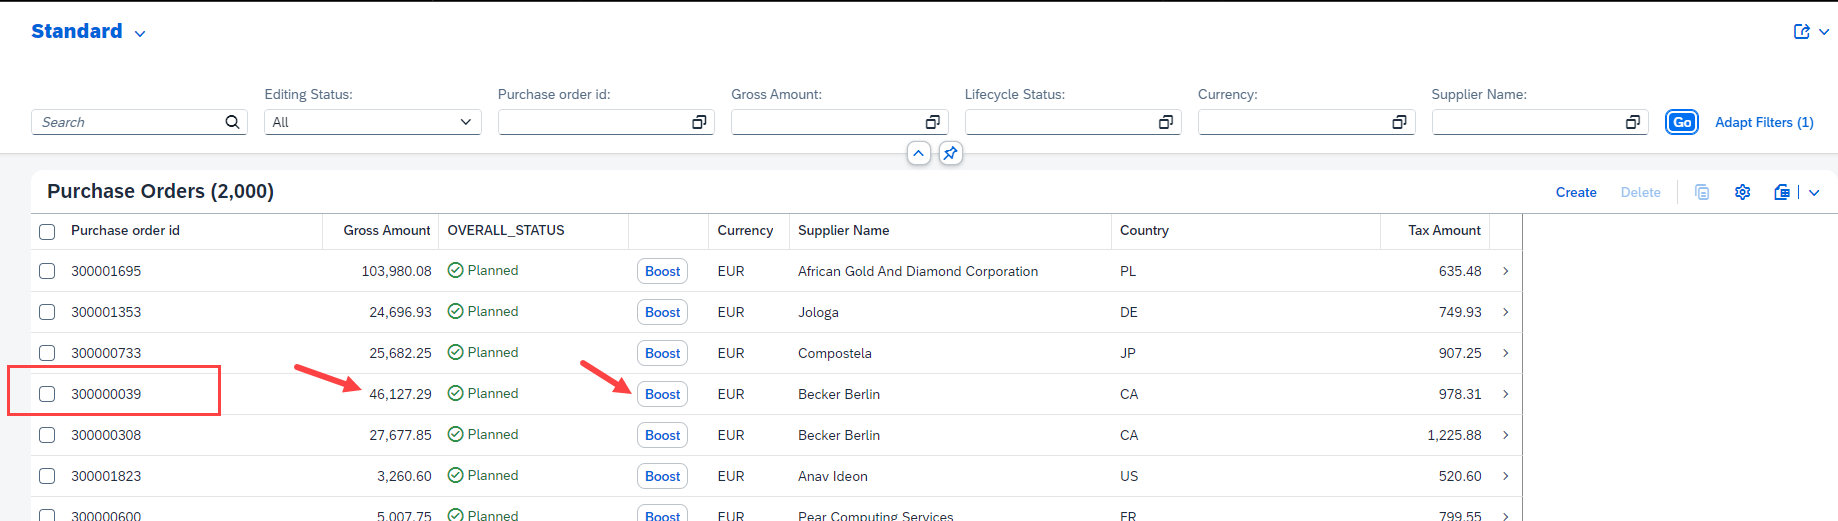 Standard
Editing Status: Purchase order id: Gross Amount: Lifecycle Status: Currency: Supplier Name:
Search All Go Adapt Filters (1)
Purchase Orders (2,000) Create Delete
Purchase order id Gross Amount OVERALL_STATUS Currency Supplier Name Country Tax Amount
300001695 103,980.08 Planned Boost EUR African Gold And Diamond Corporation PL 635.48
300001353 24,696.93 Planned Boost EUR Jologa DE 749.93
300000733 25,682.25 Planned Boost EUR Compostela JP 907.25
300000039 46,127.29 Planned Boost EUR Becker Berlin CA 978.31
300000308 27,677.85 Planned Boost EUR Becker Berlin CA 1,225.88
300001823 3,260.60 Planned Boost EUR Anav Ideon US 520.60
300000600 5,007.75 Planned Boost EUR Pear Computing Services FR 799.55